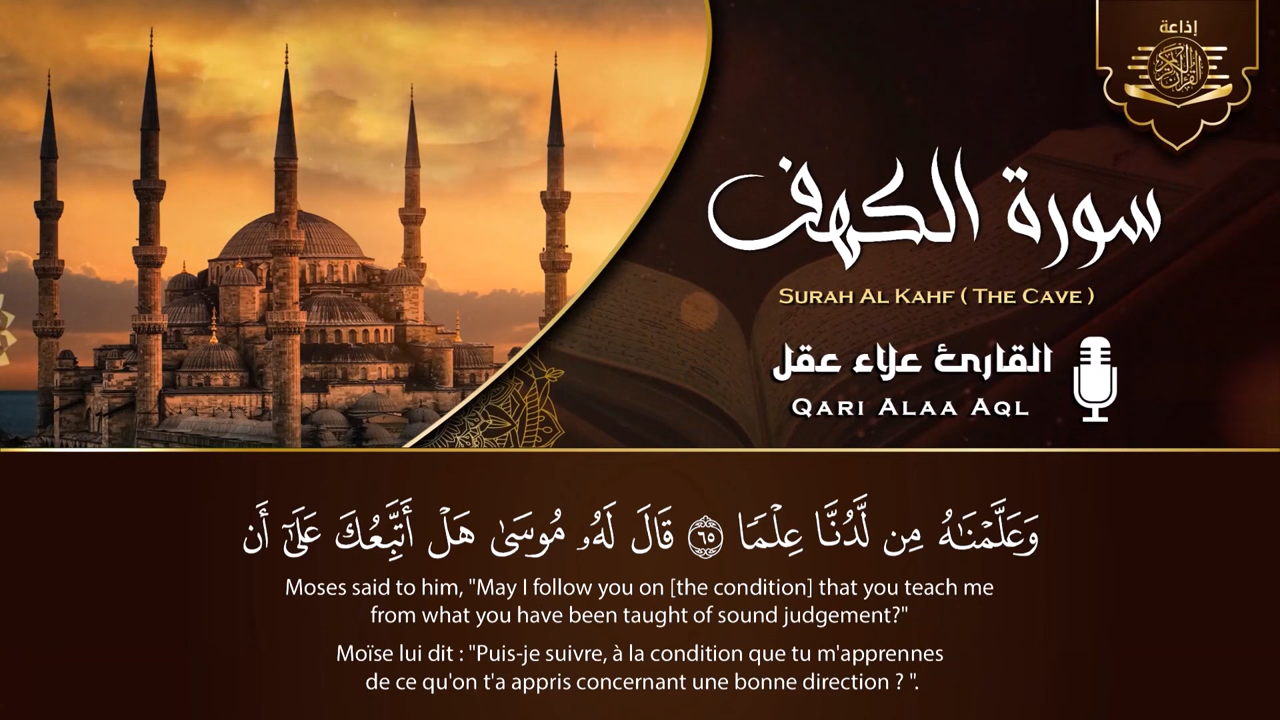 إذاعة
القرآن الكريم
سورة الكهف
SURAH AL KAHF ( THE CAVE )
القارئ علاء عقل
QARI ALAA AQL
وَعَلَّمْنَٰهُ مِن لَّدُنَّا عِلْمًا ٦٥ قَالَ لَهُۥ مُوسَىٰ هَلْ أَتَّبِعُكَ عَلَىٰٓ أَن
Moses said to him, "May I follow you on [the condition] that you teach me
from what you have been taught of sound judgement?"
Moïse lui dit : "Puis-je suivre, à la condition que tu m'apprennes
de ce qu'on t'a appris concernant une bonne direction ? ".